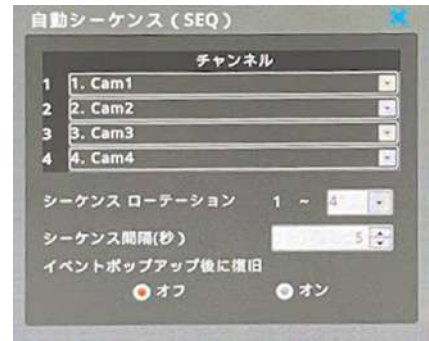 自動シーケンス（SEQ）
チャンネル
1 1. Cam1
2 2. Cam2
3 3. Cam3
4 4. Cam4
シーケンス ローテーション 1 ~ 4
シーケンス間隔(秒) 5
イベントポップアップ後に復旧
オフ オン